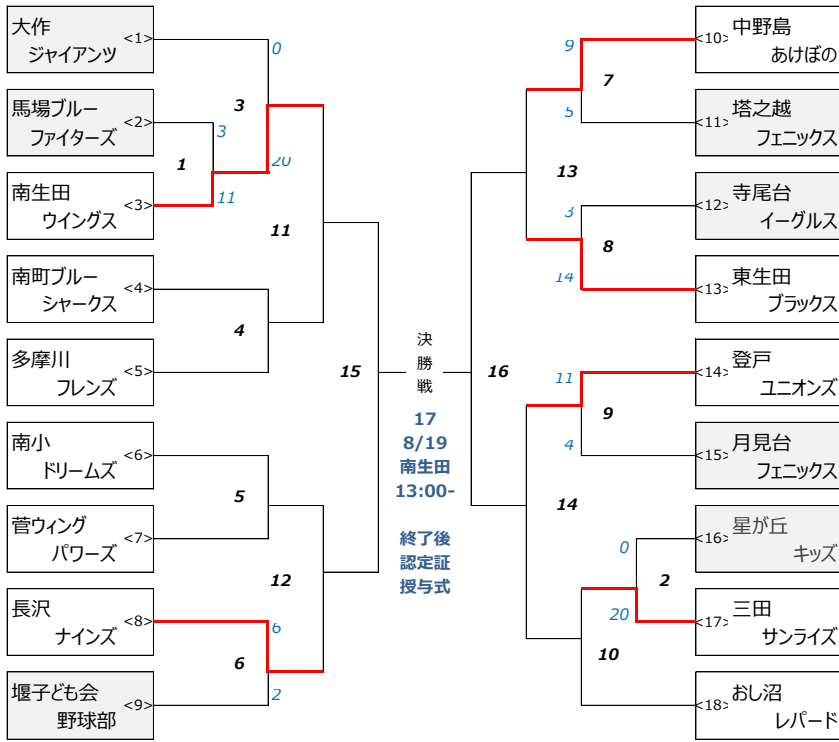 大作
ジャイアンツ
<1>
0
3
馬場ブルー
ファイターズ
<2>
3
1
20
南生田
ウイングス
<3>
11
11
南町ブルー
シャークス
<4>
4
多摩川
フレンズ
<5>
15
南小
ドリームズ
<6>
5
菅ウィング
パワーズ
<7>
12
長沢
ナインズ
<8>
6
6
堰子ども会
野球部
<9>
2
決
勝
戦
17
8/19
南生田
13:00-
終了後
認定証
授与式
9
<10>
中野島
あけぼの
7
5
<11>
塔之越
フェニックス
13
3
<12>
寺尾台
イーグルス
8
14
<13>
東生田
ブラックス
16
11
<14>
登戸
ユニオンズ
9
4
<15>
月見台
フェニックス
14
0
<16>
星が丘
キッズ
2
20
<17>
三田
サンライズ
10
<18>
おし沼
レパード